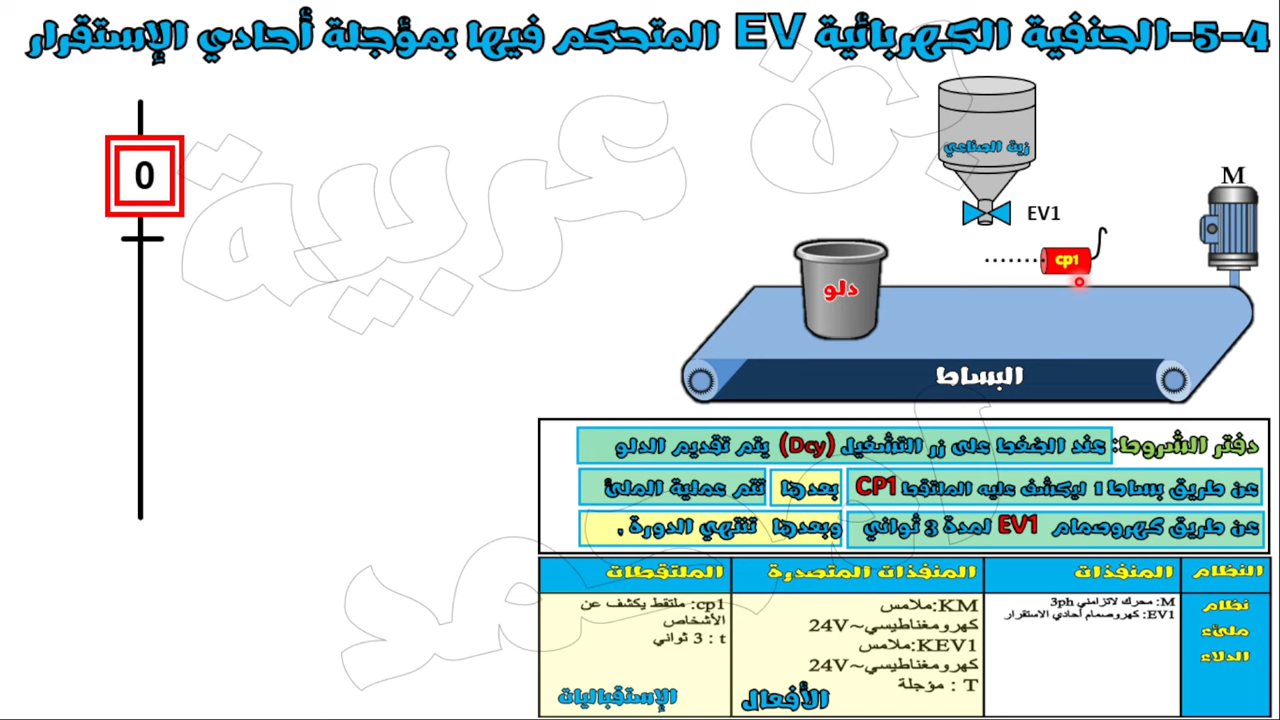 4-5-الحنفية الكهربائية EV المتحكم فيها بمؤجلة أحادي الإستقرار
0
زيت الصناعي
EV1
M
cp1
دلو
البساط
دفتر الشروط: عند الضغط على زر التشغيل (Dcy) يتم تقديم الدلو
عن طريق بساط 1 ليكشف عليه الملتقط CP1 بعدها تتم عملية الملئ
عن طريق كهروصمام EV1 لمدة 3 ثواني وبعدها تنتهي الدورة .
النظام
المنفذات
المنفذات المتصدرة
الملتقطات
نظام
مليء
الدلاء
M: محرك لاتزامني 3ph
EV1: كهروصمام أحادي الاستقرار
KM:ملامس
كهرومغناطيسي~24V
KEV1:ملامس
كهرومغناطيسي~24V
T : مؤجلة
الأفعال
cp1: ملتقط يكشف عن
الأشخاص
t : 3 ثواني
الإستقباليات